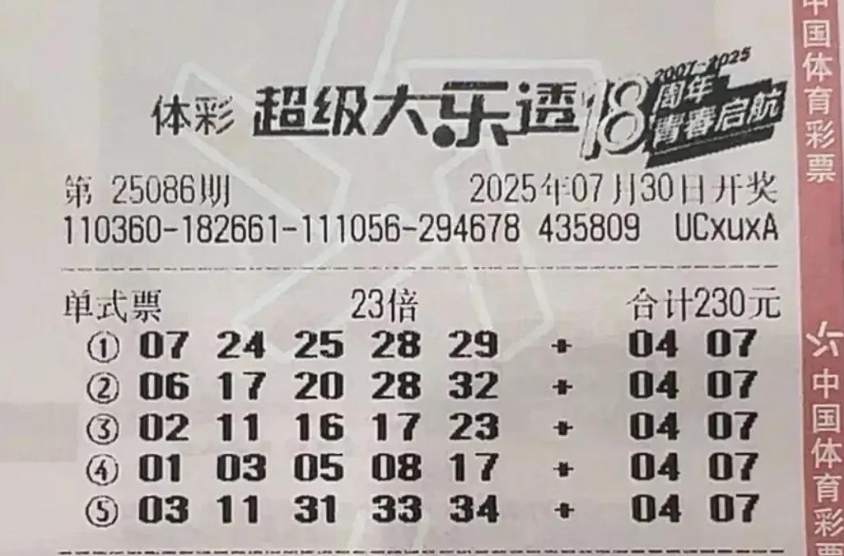 体彩 超级大乐透 18周年 2007-2025
青春启航
第 25086期 2025年07月30日开奖
110360-182661-111056-294678 435809 UCxuxA
单式票 23倍 合计230元
① 07 24 25 28 29 + 04 07
② 06 17 20 28 32 + 04 07
③ 02 11 16 17 23 + 04 07
④ 01 03 05 08 17 + 04 07
⑤ 03 11 31 33 34 + 04 07
中国体育彩票
中国体育彩票